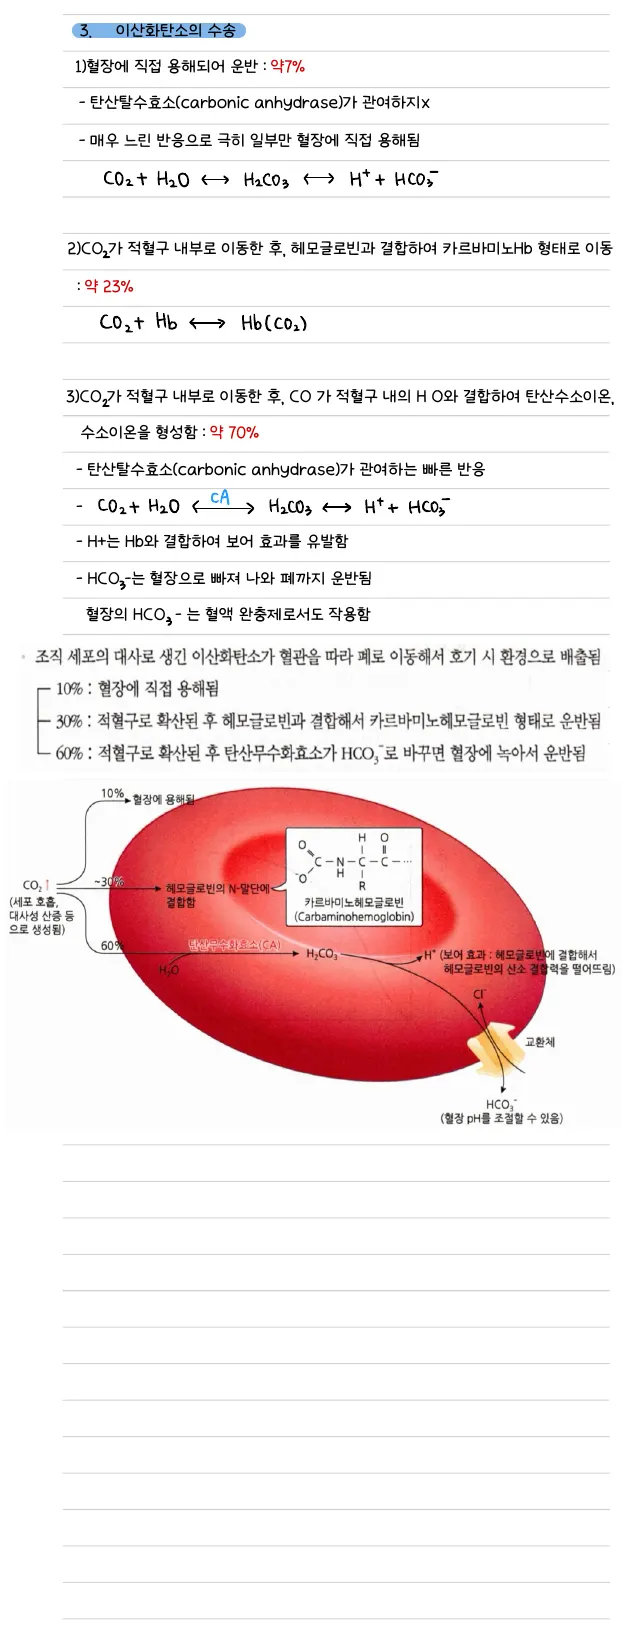 3. 이산화탄소의 수송
1)혈장에 직접 용해되어 운반 : 약7%
- 탄산탈수효소(carbonic anhydrase)가 관여하지x
- 매우 느린 반응으로 극히 일부만 혈장에 직접 용해됨
CO₂ + H₂O ⟷ H₂CO₃ ⟷ H⁺ + HCO₃⁻
2)CO₂가 적혈구 내부로 이동한 후, 헤모글로빈과 결합하여 카르바미노Hb 형태로 이동
: 약 23%
CO₂ + Hb ⟷ Hb(CO₂)
3)CO₂가 적혈구 내부로 이동한 후, CO 가 적혈구 내의 H O와 결합하여 탄산수소이온,
수소이온을 형성함 : 약 70%
- 탄산탈수효소(carbonic anhydrase)가 관여하는 빠른 반응
CA
- CO₂ + H₂O ⟷ H₂CO₃ ⟷ H⁺ + HCO₃⁻
- H+는 Hb와 결합하여 보어 효과를 유발함
- HCO₃-는 혈장으로 빠져 나와 폐까지 운반됨
혈장의 HCO₃ - 는 혈액 완충제로서도 작용함
• 조직 세포의 대사로 생긴 이산화탄소가 혈관을 따라 폐로 이동해서 호기 시 환경으로 배출됨
10% : 혈장에 직접 용해됨
30% : 적혈구로 확산된 후 헤모글로빈과 결합해서 카르바미노헤모글로빈 형태로 운반됨
60% : 적혈구로 확산된 후 탄산무수화효소가 HCO₃⁻로 바꾸면 혈장에 녹아서 운반됨
10%
혈장에 용해됨
CO₂ ↑
(세포 호흡,
대사성 산증 등
으로 생성됨)
~30%
헤모글로빈의 N-말단에
결합함
O H O
C – N – C – C – ···
⁻O H R
카르바미노헤모글로빈
(Carbaminohemoglobin)
60%
탄산무수화효소(CA)
H₂O
H₂CO₃
H⁺ (보어 효과 : 헤모글로빈에 결합해서
헤모글로빈의 산소 결합력을 떨어뜨림)
Cl⁻
교환체
HCO₃⁻
(혈장 pH를 조절할 수 있음)